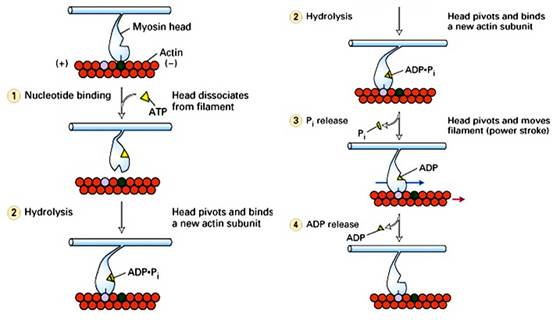 Myosin head
Actin
(+)
(−)
1 Nucleotide binding
ATP
Head dissociates
from filament
2 Hydrolysis
Head pivots and binds
a new actin subunit
ADP•Pi
2 Hydrolysis
Head pivots and binds
a new actin subunit
ADP•Pi
3 Pi release
Pi
Head pivots and moves
filament (power stroke)
ADP
4 ADP release
ADP